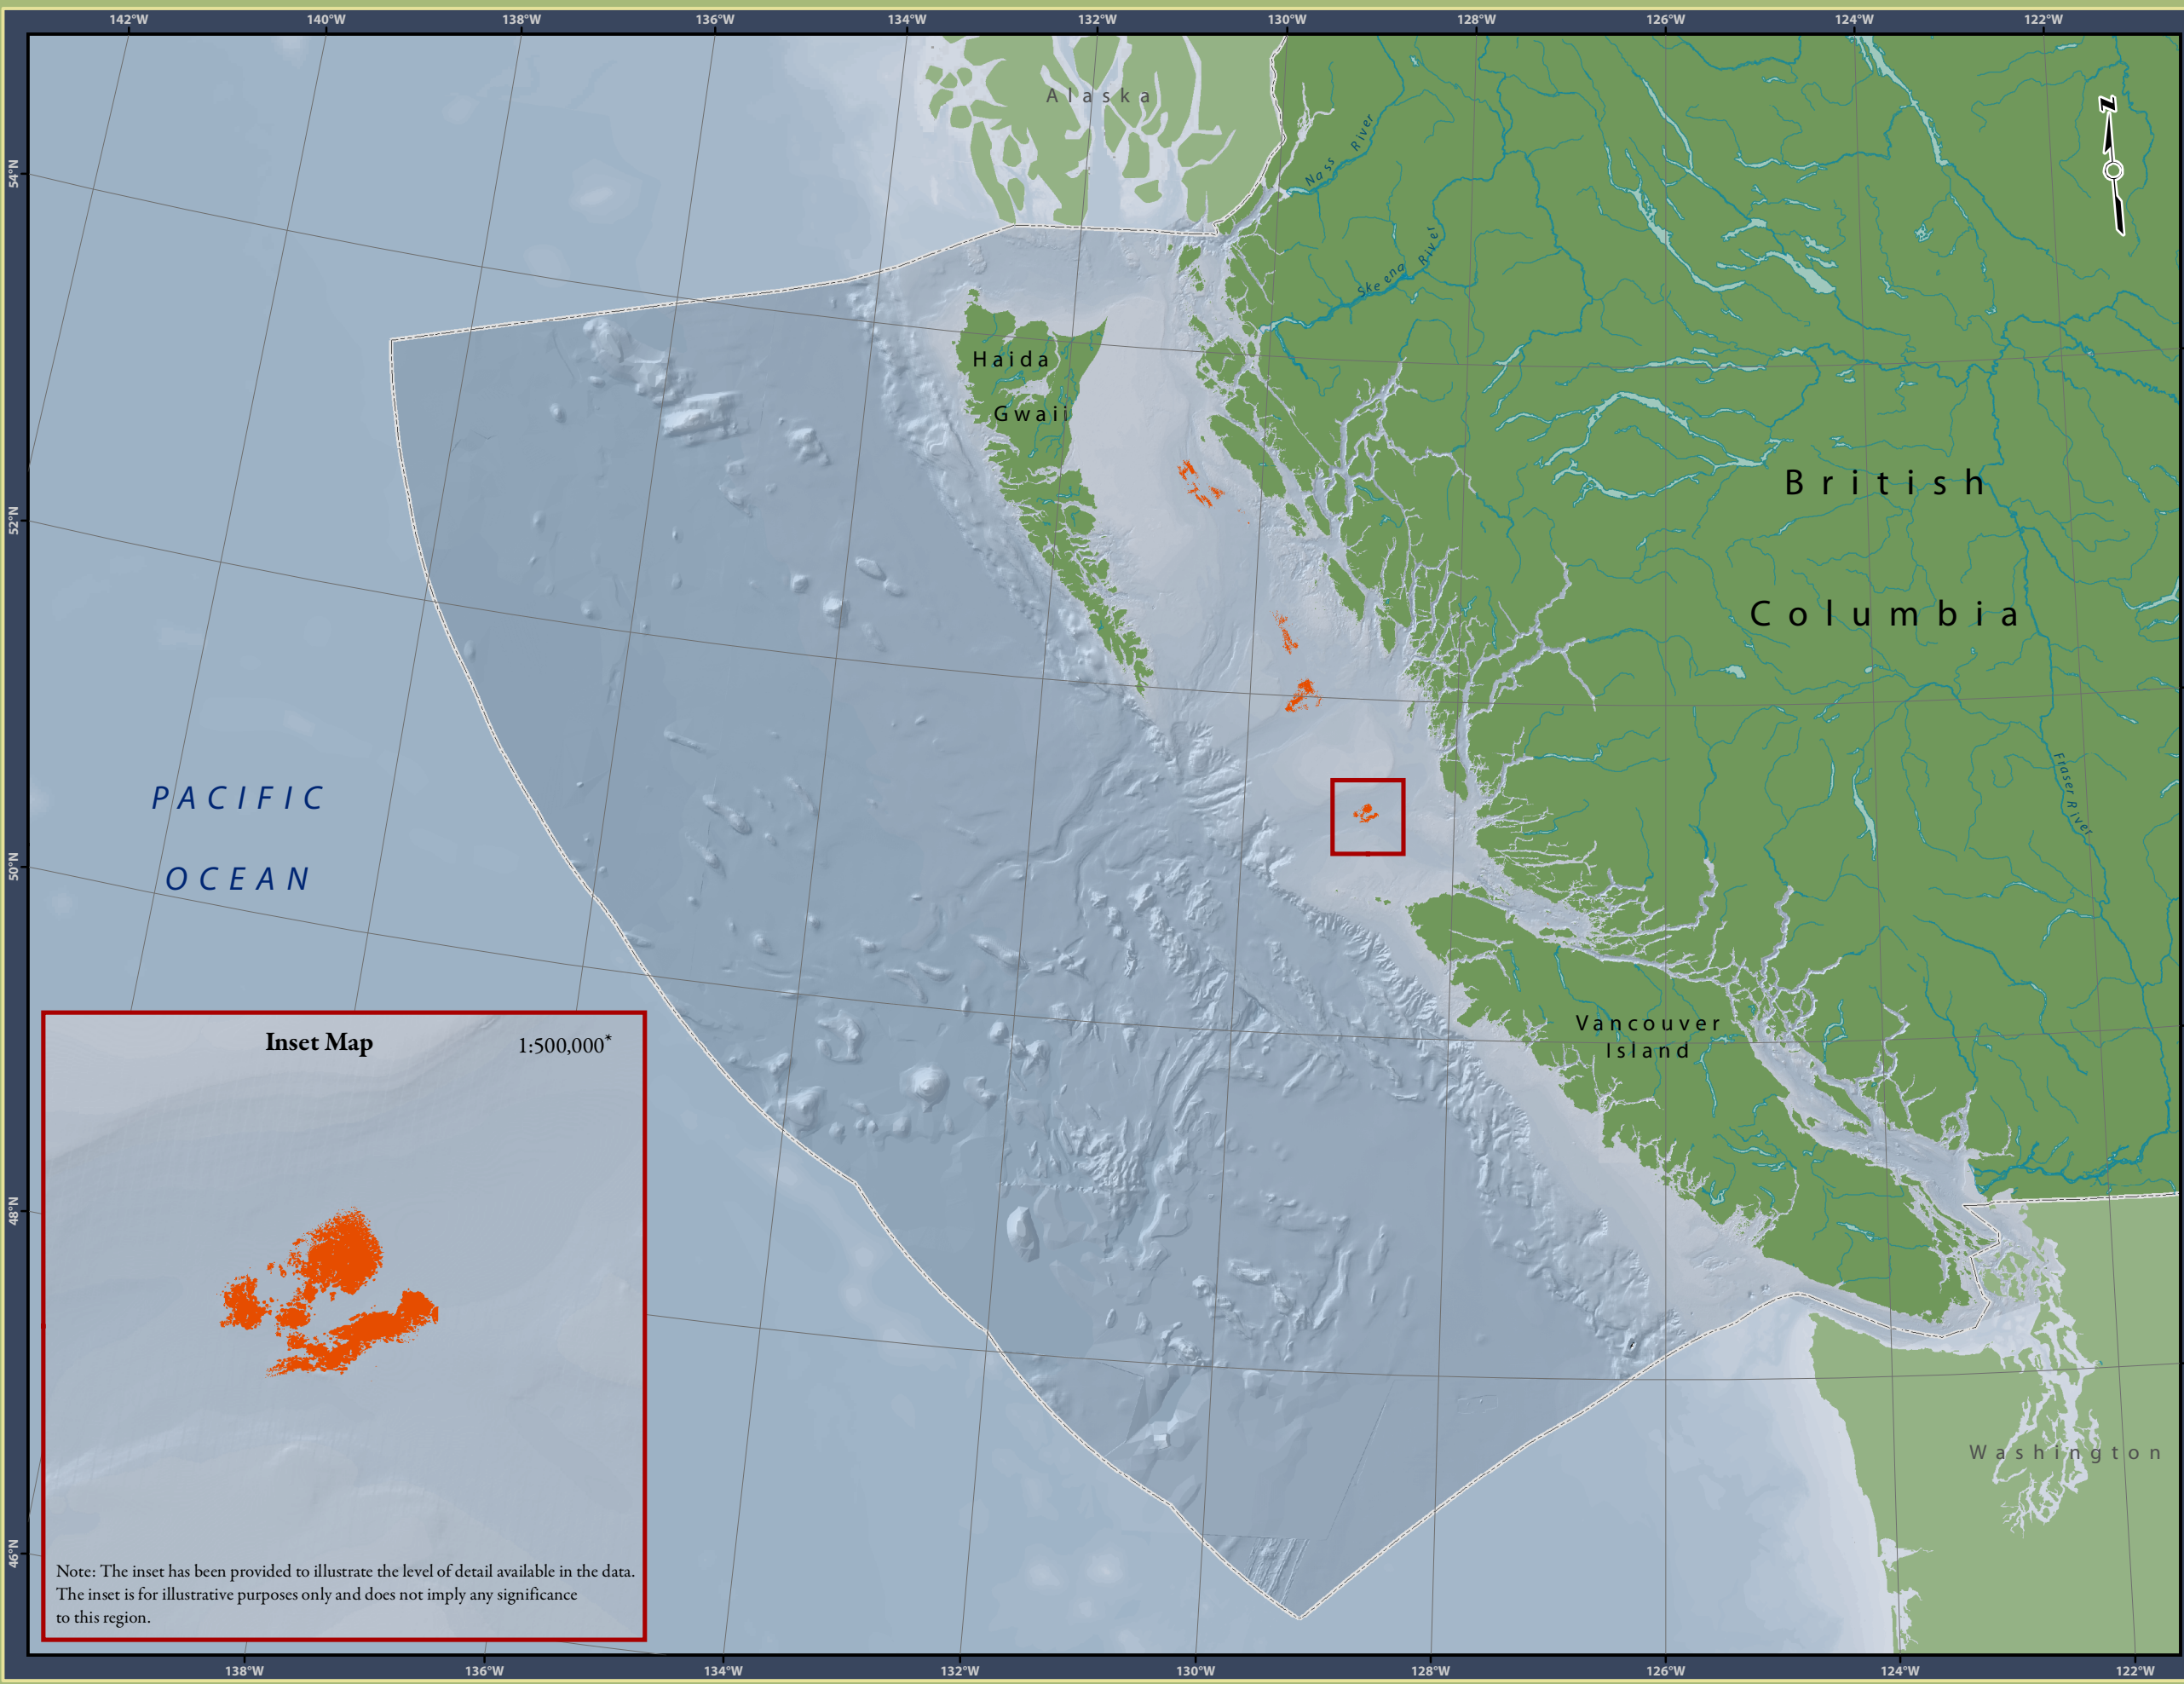 142°W 140°W 138°W 136°W 134°W 132°W 130°W 128°W 126°W 124°W 122°W
N
Alaska
Nass River
54°N
Skeena River
Haida
Gwaii
British
52°N
Columbia
PACIFIC
Fraser River
50°N
OCEAN
Vancouver
Island
Inset Map
1:500,000*
48°N
Washington
46°N
Note: The inset has been provided to illustrate the level of detail available in the data.
The inset is for illustrative purposes only and does not imply any significance
to this region.
138°W 136°W 134°W 132°W 130°W 128°W 126°W 124°W 122°W